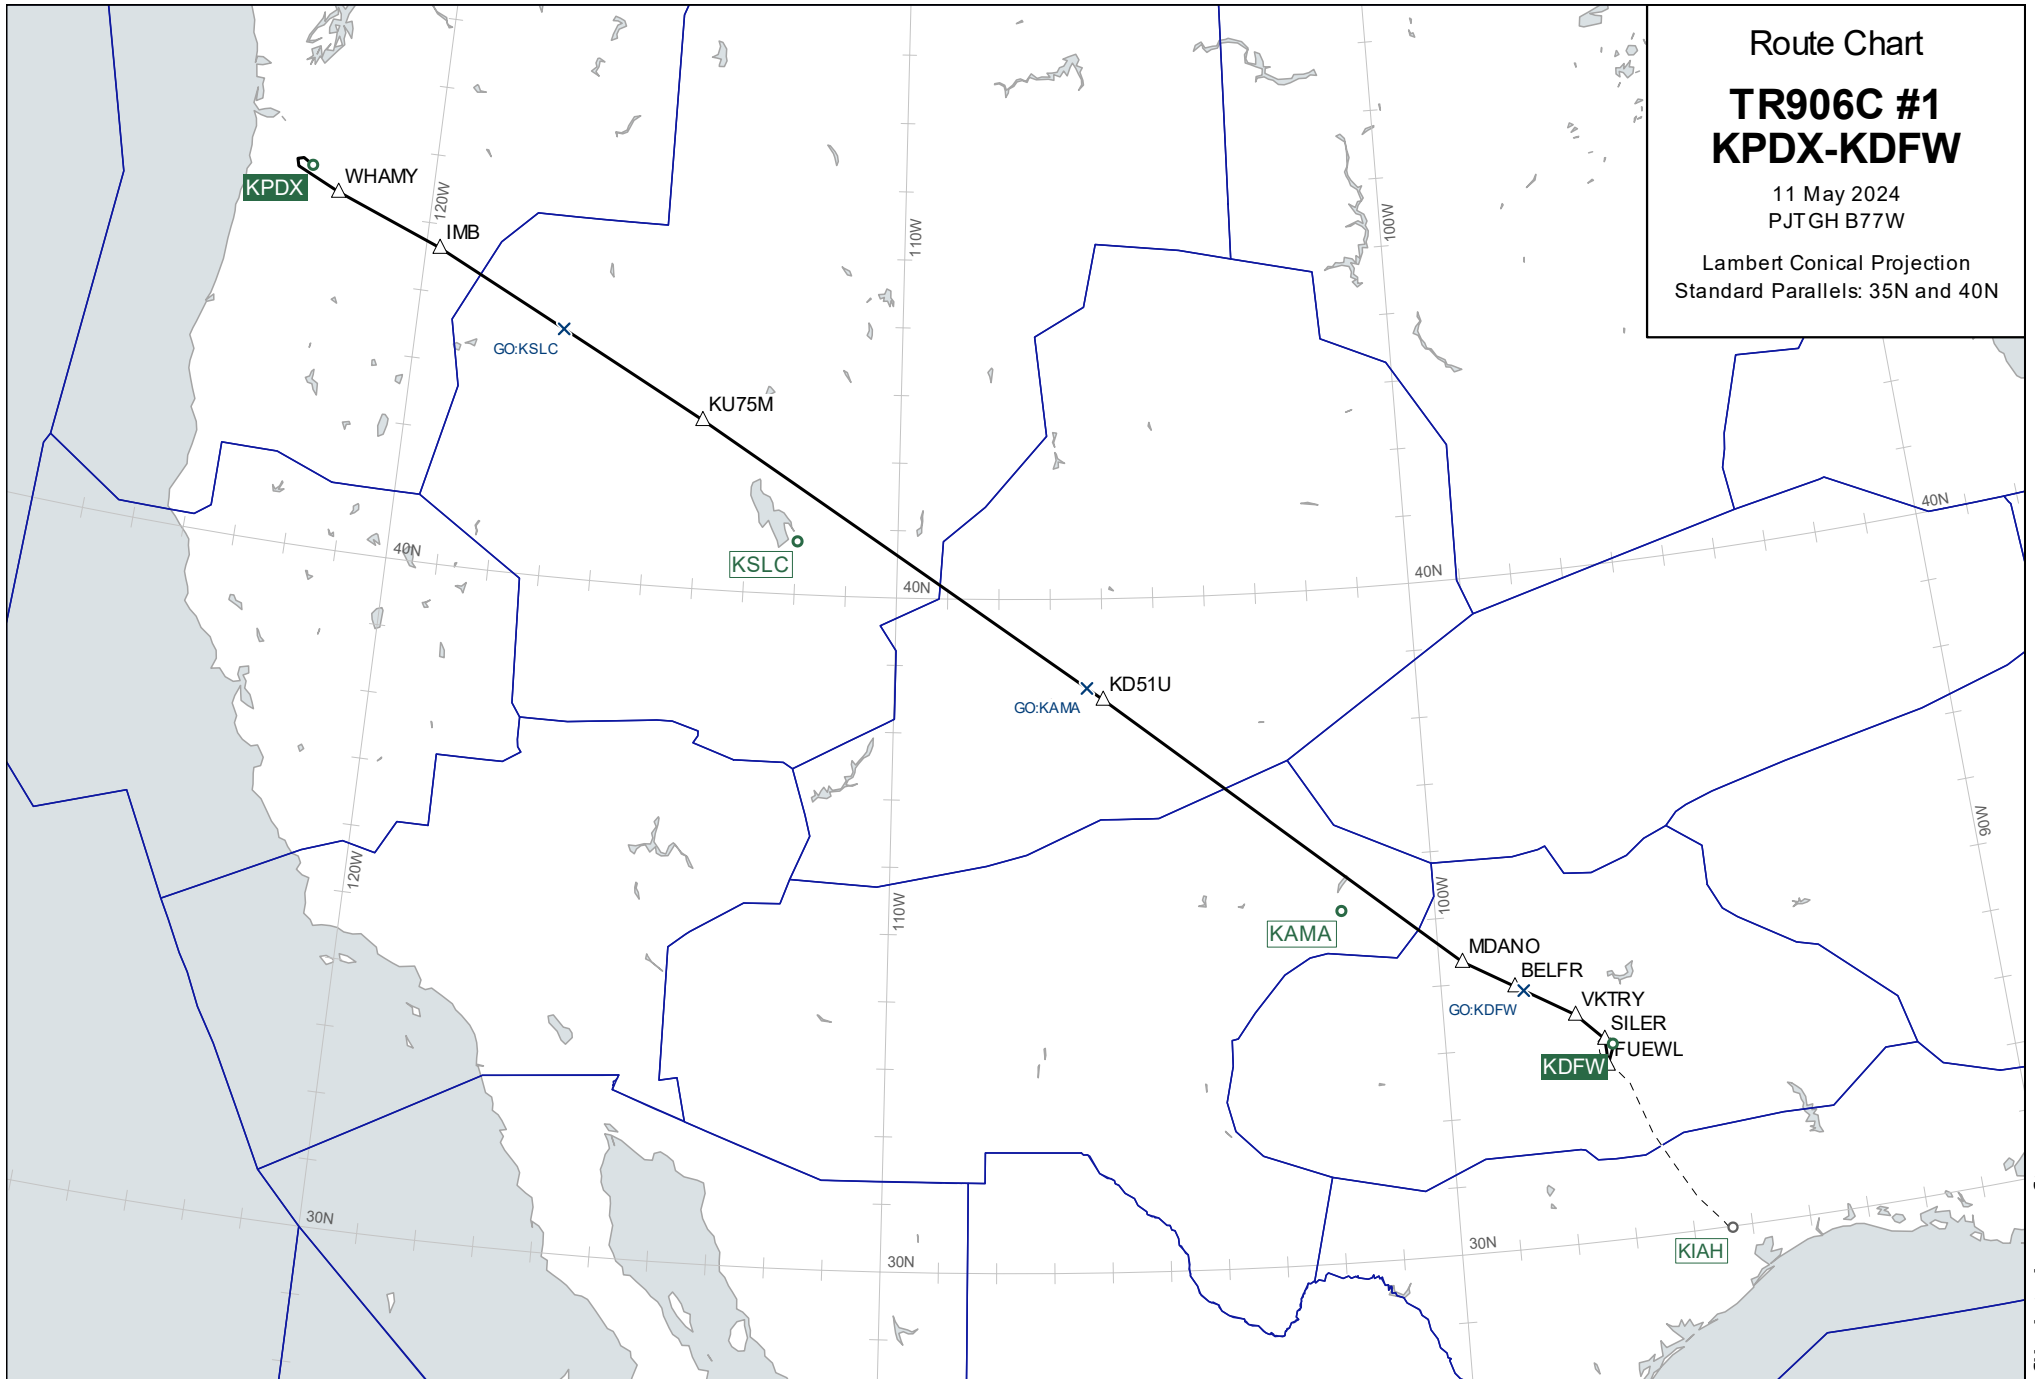 Route Chart
TR906C #1
KPDX-KDFW
11 May 2024
PJTGH B77W
Lambert Conical Projection
Standard Parallels: 35N and 40N
KPDX
WHAMY
120W
IMB
110W
100W
GO:KSLC
KU75M
40N
KSLC
40N
40N
40N
KD51U
GO:KAMA
90W
120W
110W
100W
KAMA
MDANO
BELFR
GO:KDFW
VKTRY
SILER
FUEWL
KDFW
30N
30N
30N
KIAH